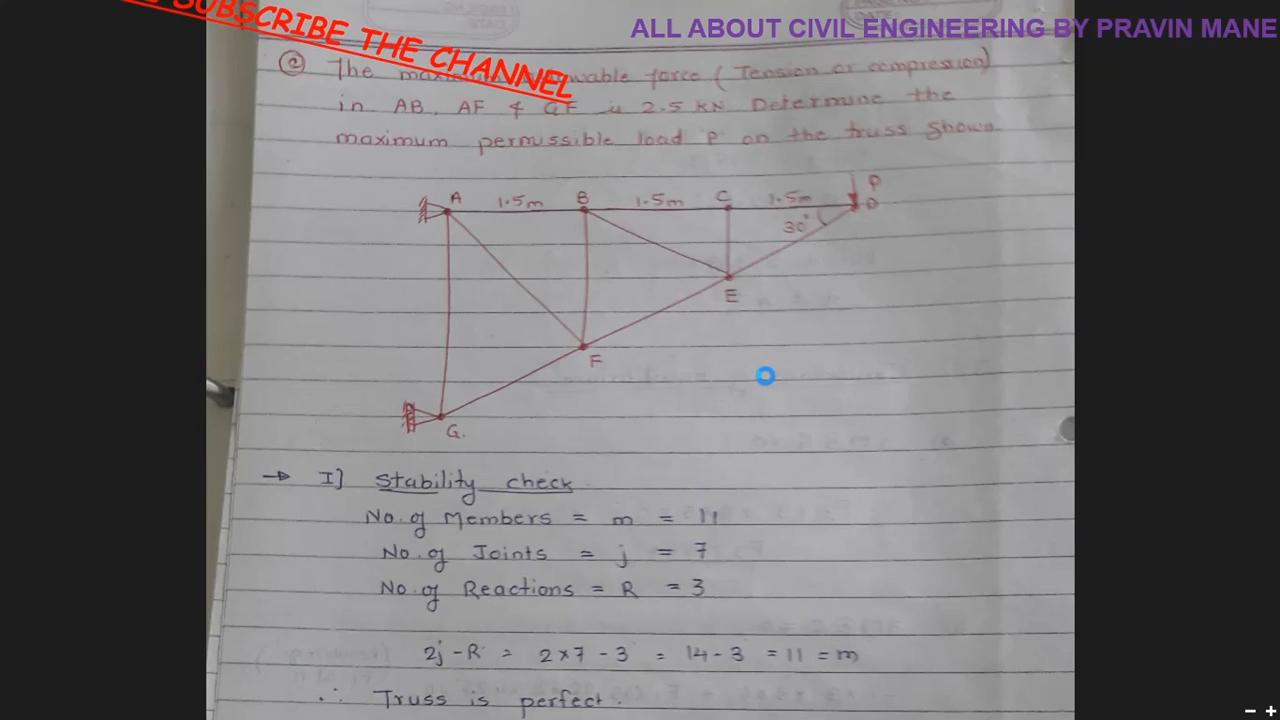 SUBSCRIBE THE CHANNEL
ALL ABOUT CIVIL ENGINEERING BY PRAVIN MANE
② The force (Tension or compression)
in AB, AF & GF is 2.5 KN. Determine the
maximum permissible load 'P' on the truss shown
A 1.5m B 1.5m C 1.5m P
D
30°
E
F
G.
→ I] Stability check.
No. of Members = m = 11
No. of Joints = j = 7
No. of Reactions = R = 3
2j - R = 2x7 - 3 = 14 - 3 = 11 = m
∴ Truss is perfect.